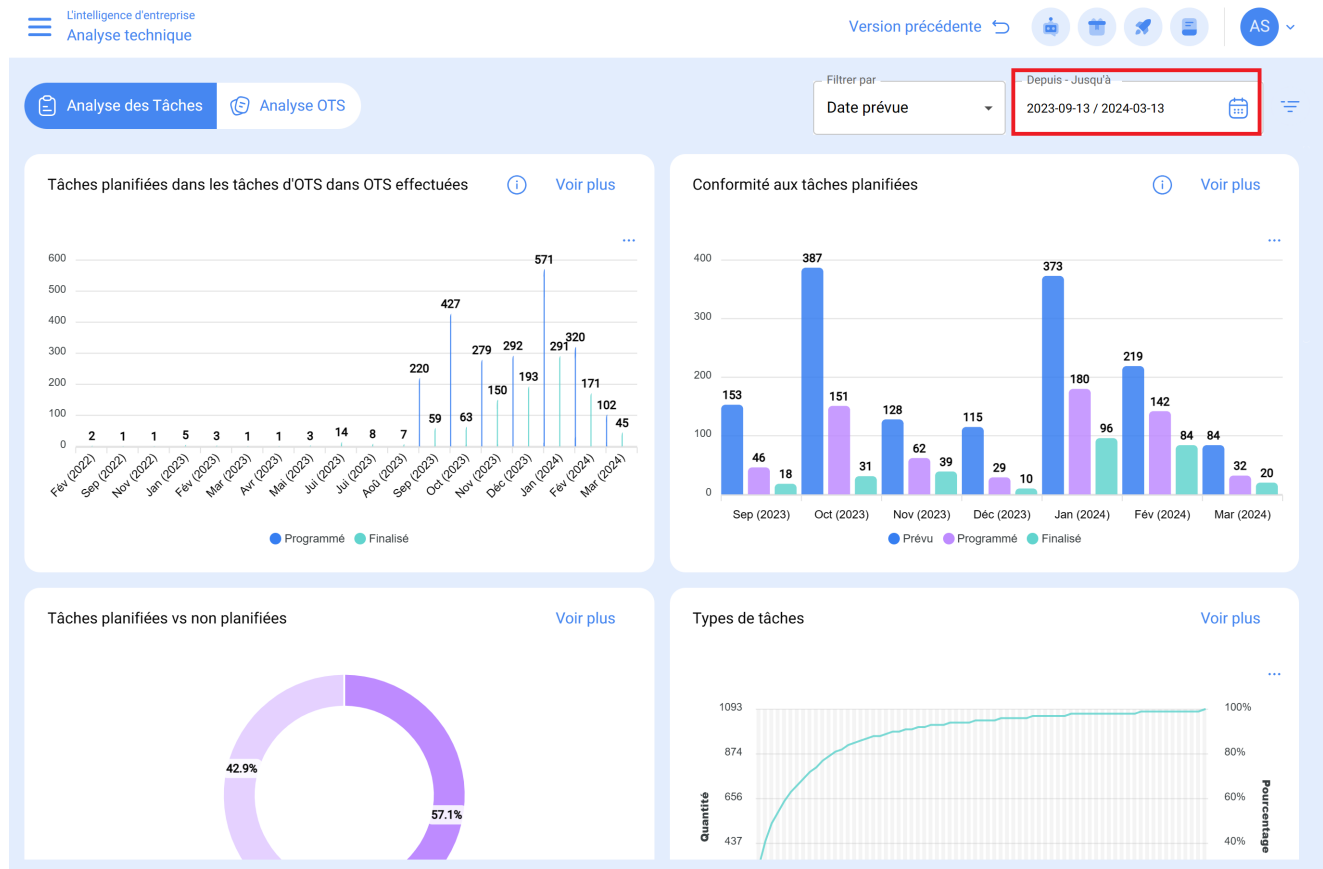 L'intelligence d'entreprise
Analyse technique
Version précédente
AS
Analyse des Tâches
Analyse OTS
Filtrer par
Date prévue
Depuis - Jusqu'à
2023-09-13 / 2024-03-13
Tâches planifiées dans les tâches d'OTS dans OTS effectuées
Voir plus
600
500
400
300
200
100
0
2
1
1
5
3
1
1
3
14
8
7
220
59
427
63
279
150
292
193
571
291
320
171
102
45
Fév (2022)
Sep (2022)
Nov (2022)
Jan (2023)
Fév (2023)
Mar (2023)
Avr (2023)
Mai (2023)
Jui (2023)
Jui (2023)
Aoû (2023)
Sep (2023)
Oct (2023)
Nov (2023)
Déc (2023)
Jan (2024)
Fév (2024)
Mar (2024)
Programmé Finalisé
Conformité aux tâches planifiées
Voir plus
400
300
200
100
0
153
46
18
387
151
31
128
62
39
115
29
10
373
180
96
219
142
84
84
32
20
Sep (2023) Oct (2023) Nov (2023) Déc (2023) Jan (2024) Fév (2024) Mar (2024)
Prévu Programmé Finalisé
Tâches planifiées vs non planifiées
Voir plus
42.9%
57.1%
Types de tâches
Voir plus
1093
874
656
437
Quantité
100%
80%
60%
40%
Pourcentage